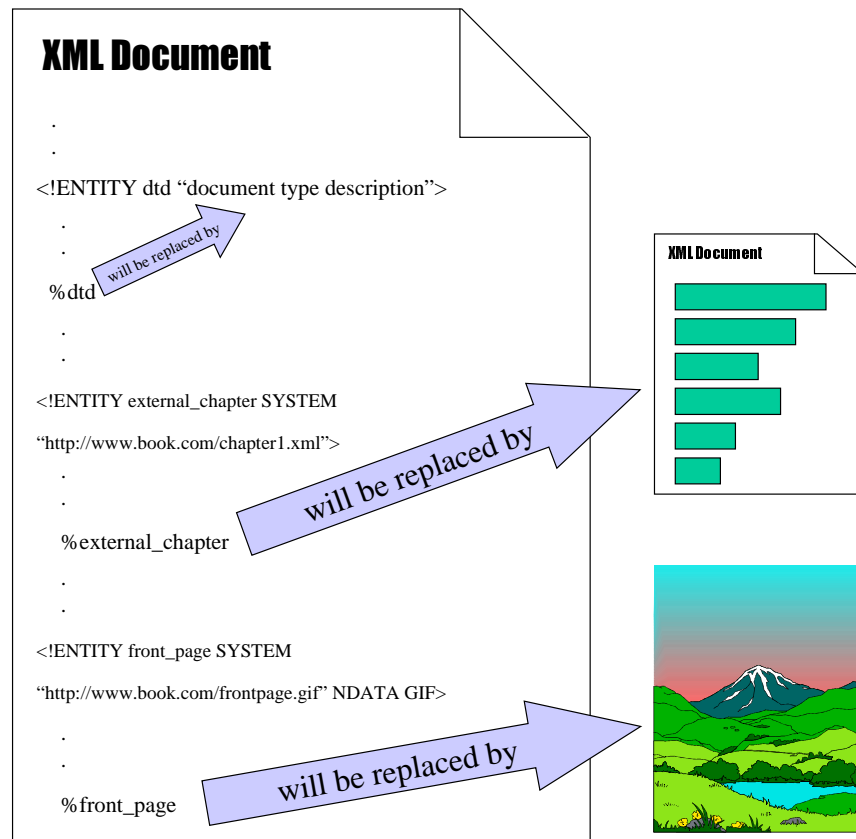 XML Document
.
.
<!ENTITY dtd “document type description”>
.
.
will be replaced by
%dtd
.
.
<!ENTITY external_chapter SYSTEM
“http://www.book.com/chapter1.xml”>
.
.
will be replaced by
%external_chapter
.
.
<!ENTITY front_page SYSTEM
“http://www.book.com/frontpage.gif” NDATA GIF>
.
.
will be replaced by
%front_page
XML Document